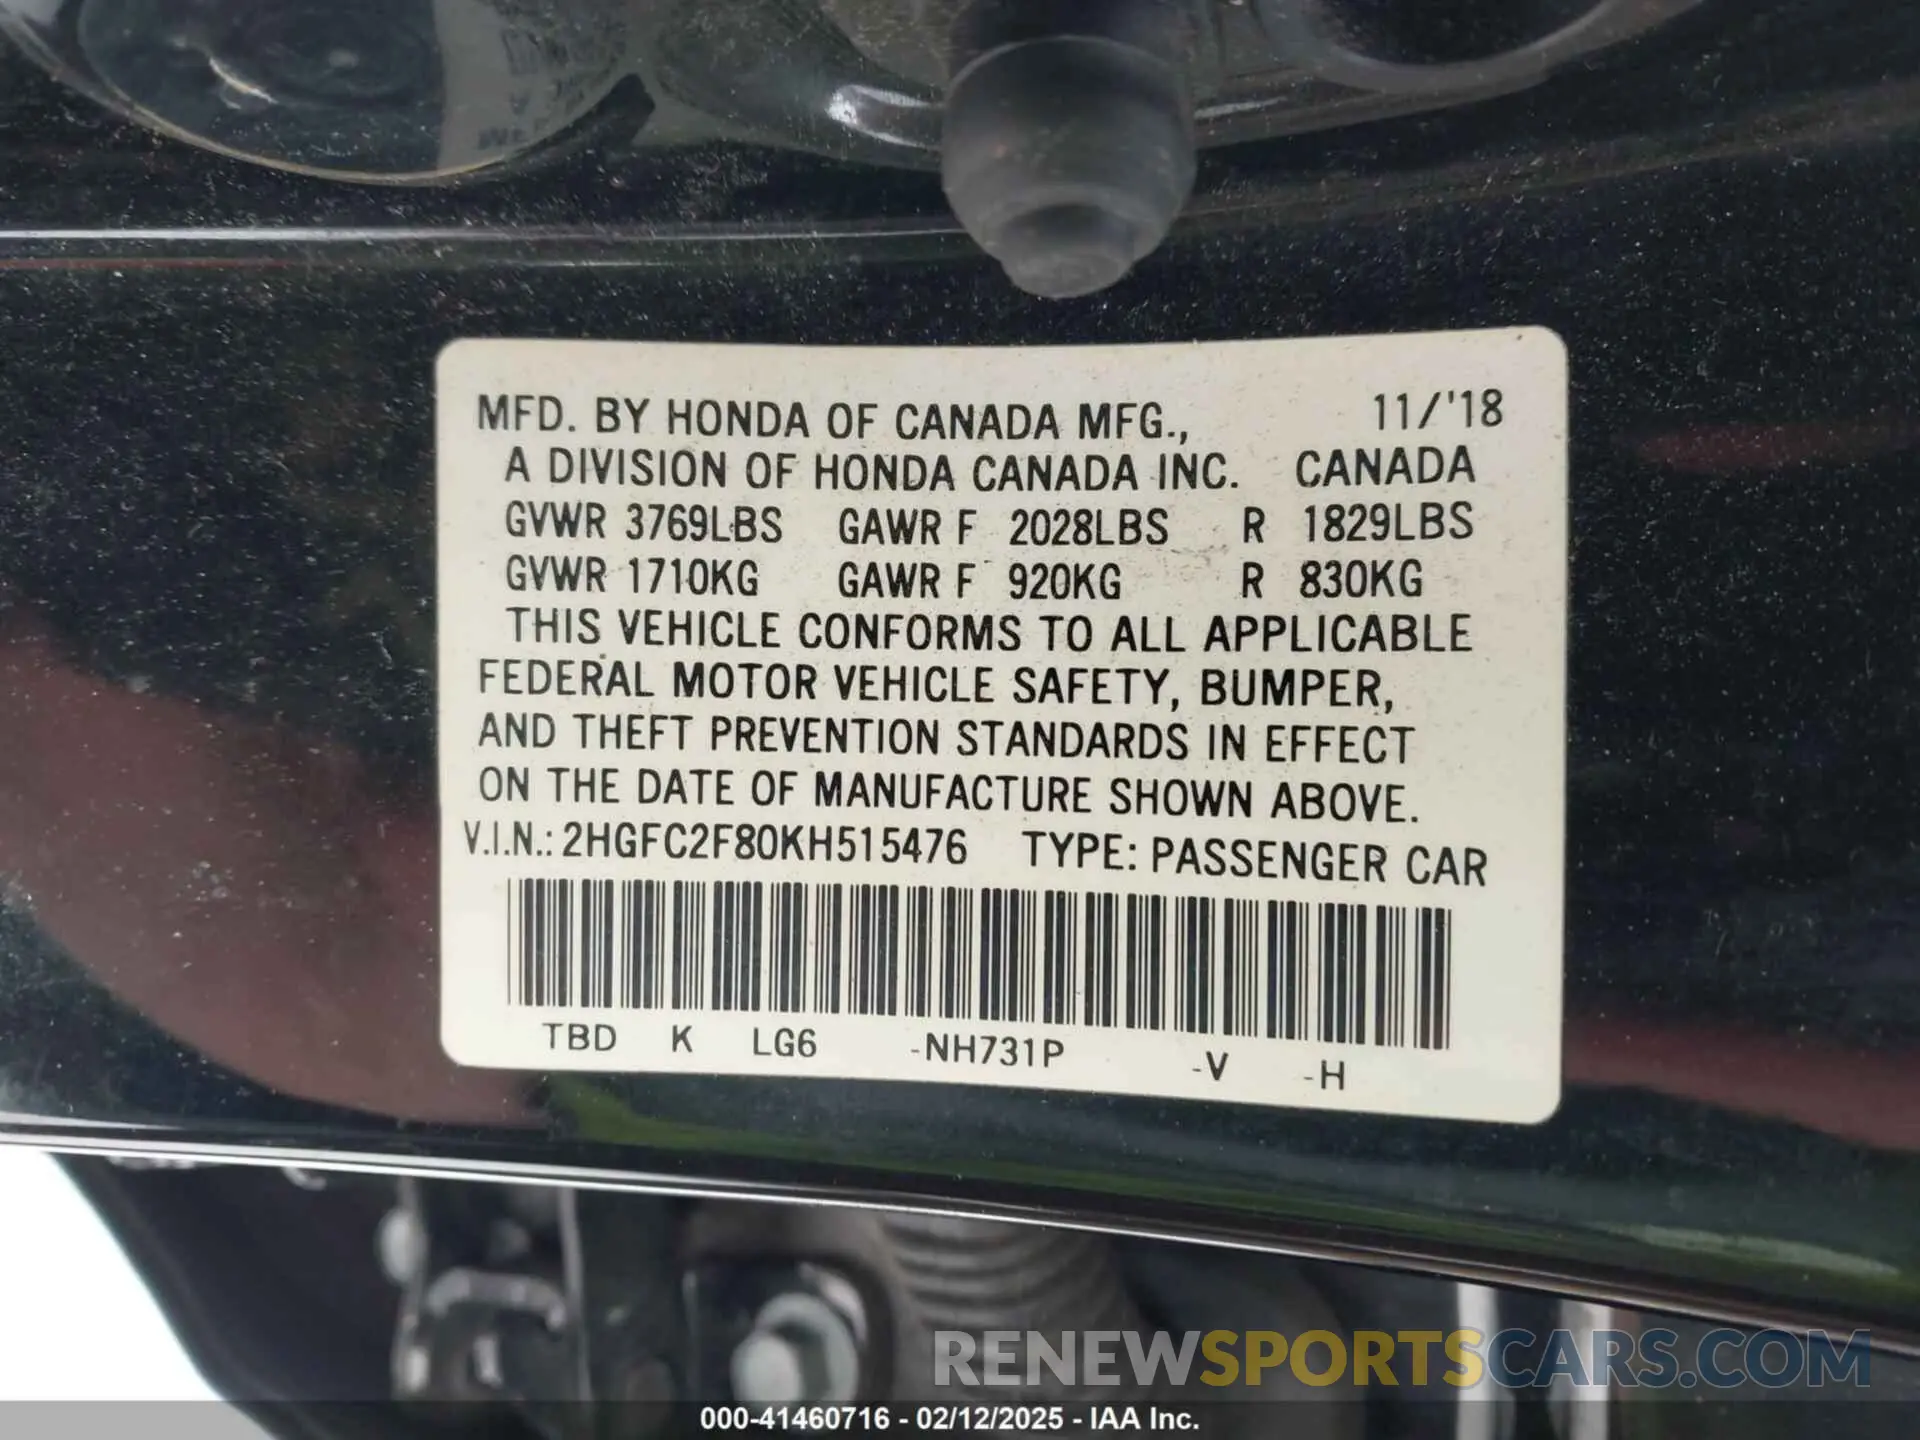 MFD. BY HONDA OF CANADA MFG., 11/'18
A DIVISION OF HONDA CANADA INC. CANADA
GVWR 3769LBS GAWR F 2028LBS R 1829LBS
GVWR 1710KG GAWR F 920KG R 830KG
THIS VEHICLE CONFORMS TO ALL APPLICABLE
FEDERAL MOTOR VEHICLE SAFETY, BUMPER,
AND THEFT PREVENTION STANDARDS IN EFFECT
ON THE DATE OF MANUFACTURE SHOWN ABOVE.
V.I.N.: 2HGFC2F80KH515476 TYPE: PASSENGER CAR
TBD K LG6 -NH731P -V -H
RENEWSPORTSCARS.COM
000-41460716 - 02/12/2025 - IAA Inc.